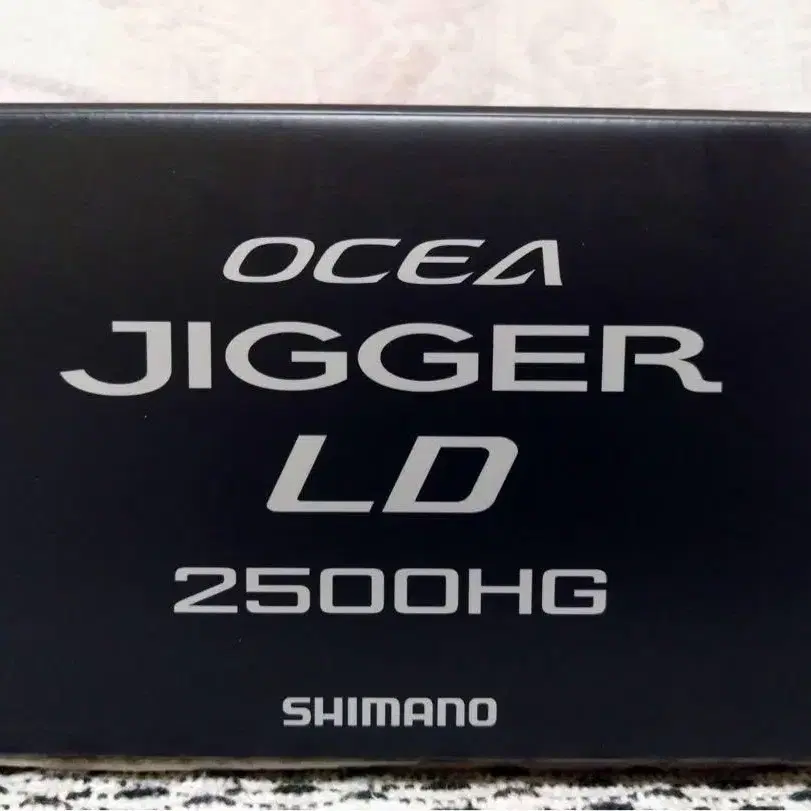 OCEA
JIGGER
LD
2500HG
SHIMANO